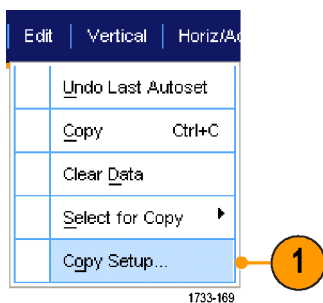 Edit Vertical Horiz/A
Undo Last Autoset
Copy Ctrl+C
Clear Data
Select for Copy
Copy Setup...
1
1733-169